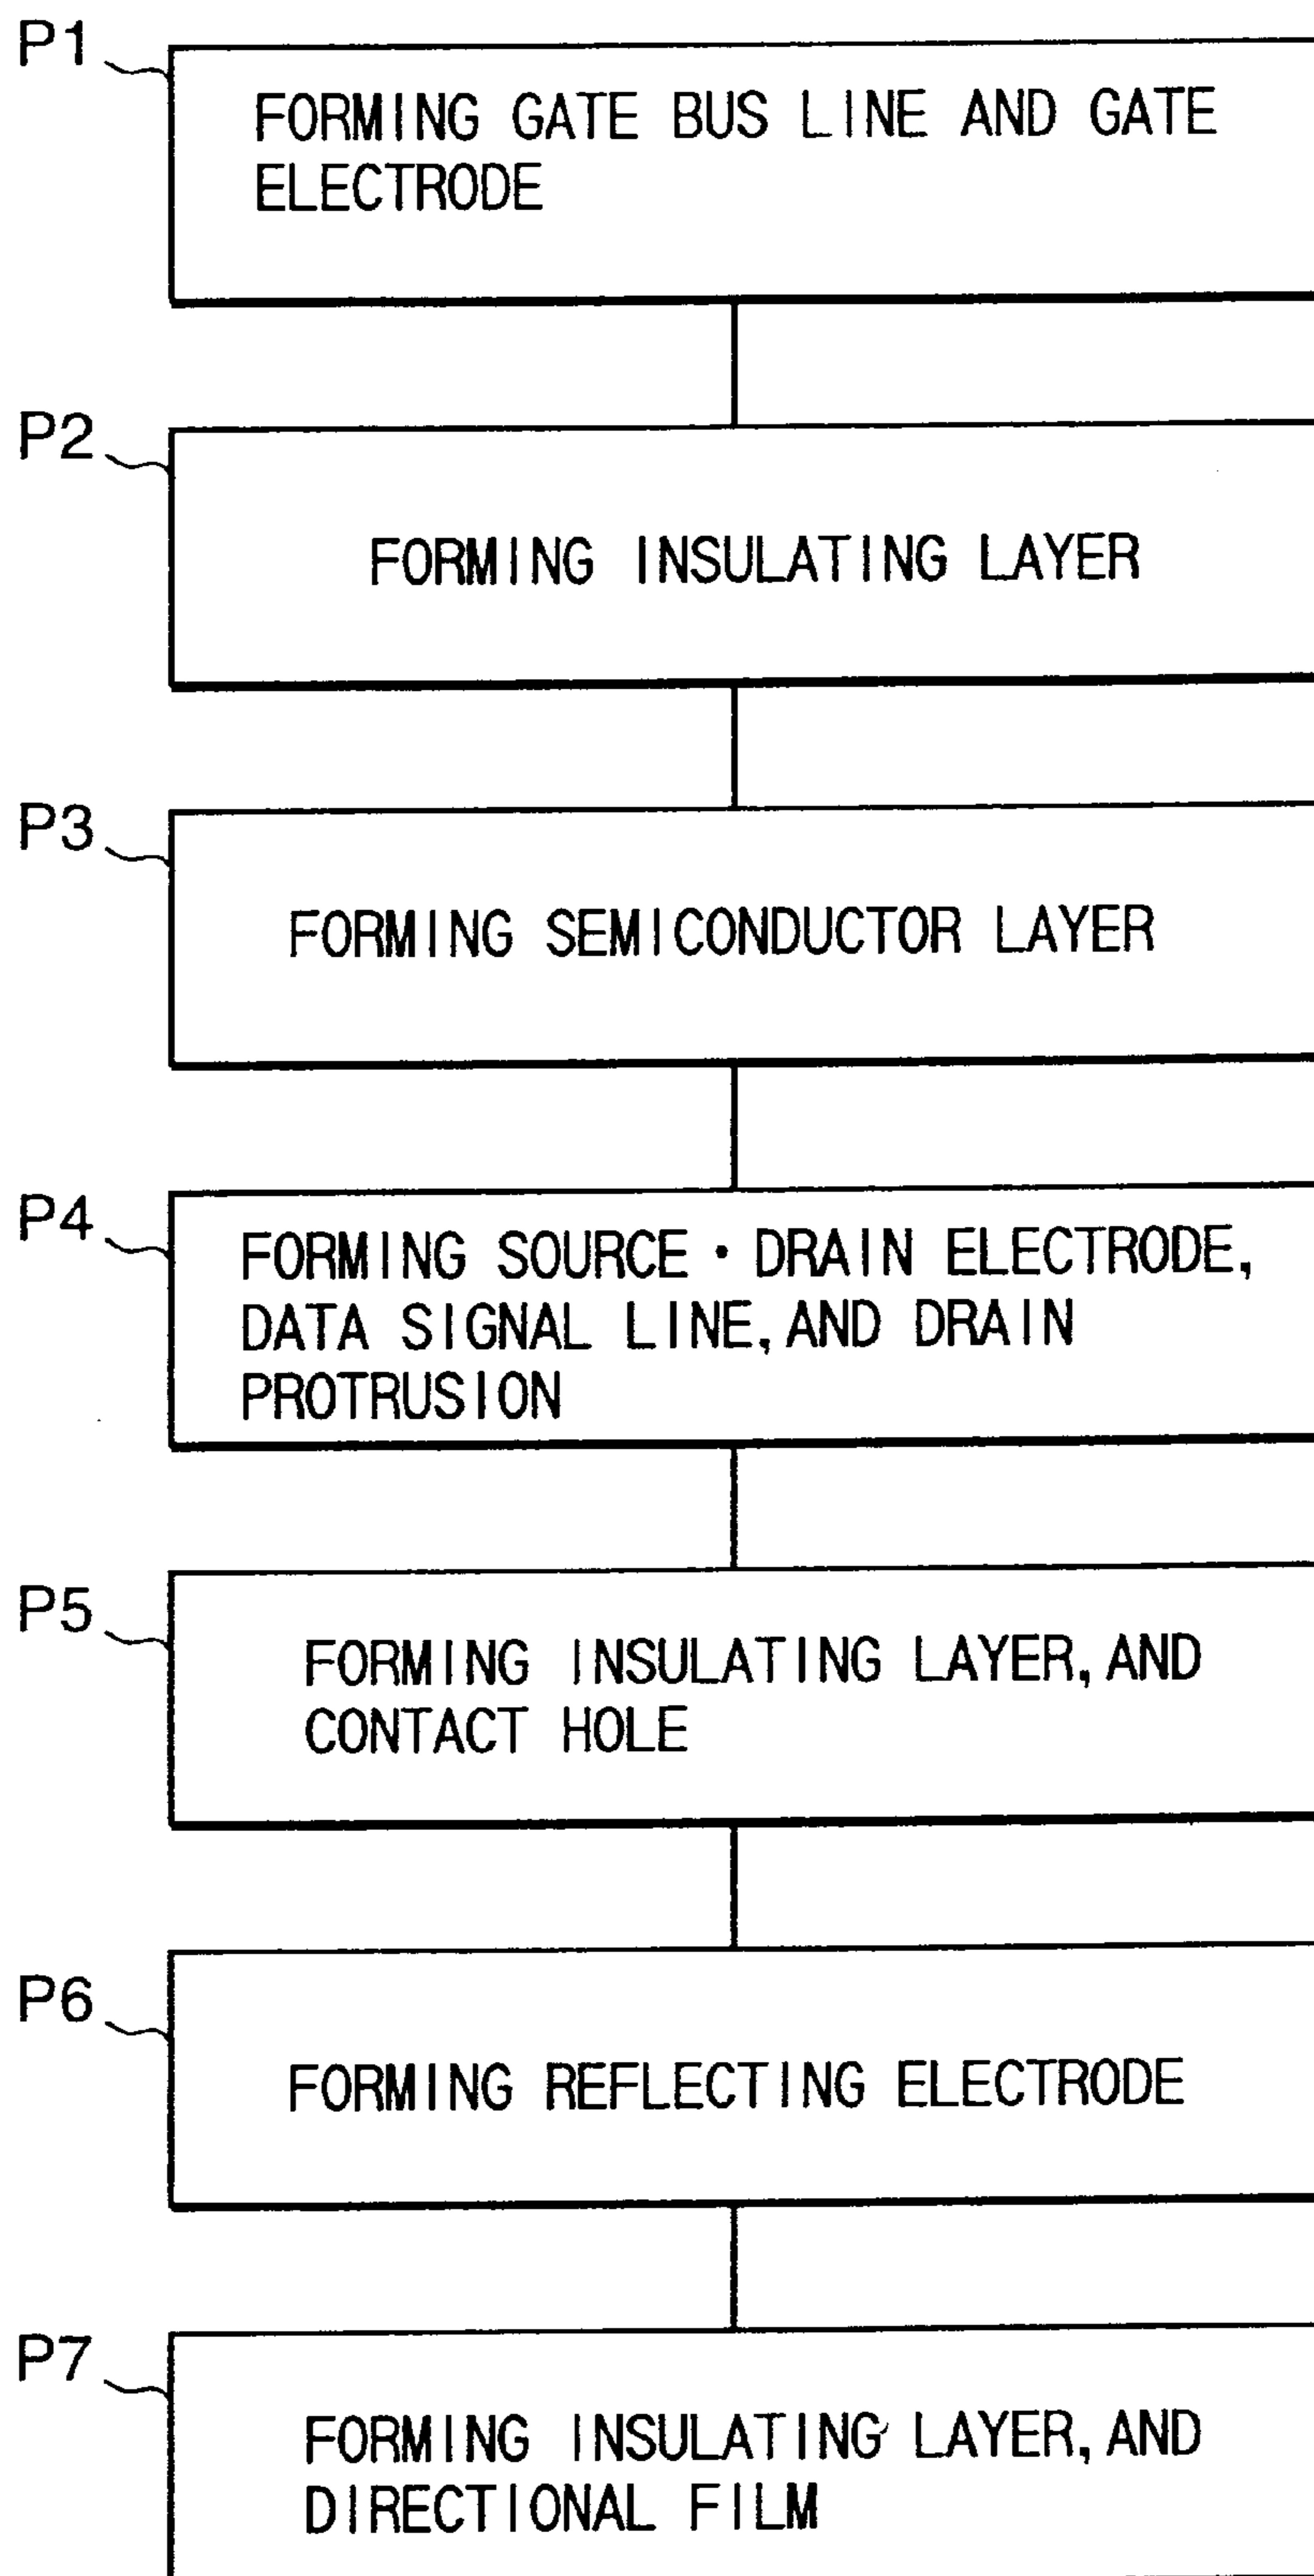 P1
FORMING GATE BUS LINE AND GATE
ELECTRODE
P2
FORMING INSULATING LAYER
P3
FORMING SEMICONDUCTOR LAYER
P4
FORMING SOURCE・DRAIN ELECTRODE,
DATA SIGNAL LINE, AND DRAIN
PROTRUSION
P5
FORMING INSULATING LAYER, AND
CONTACT HOLE
P6
FORMING REFLECTING ELECTRODE
P7
FORMING INSULATING LAYER, AND
DIRECTIONAL FILM